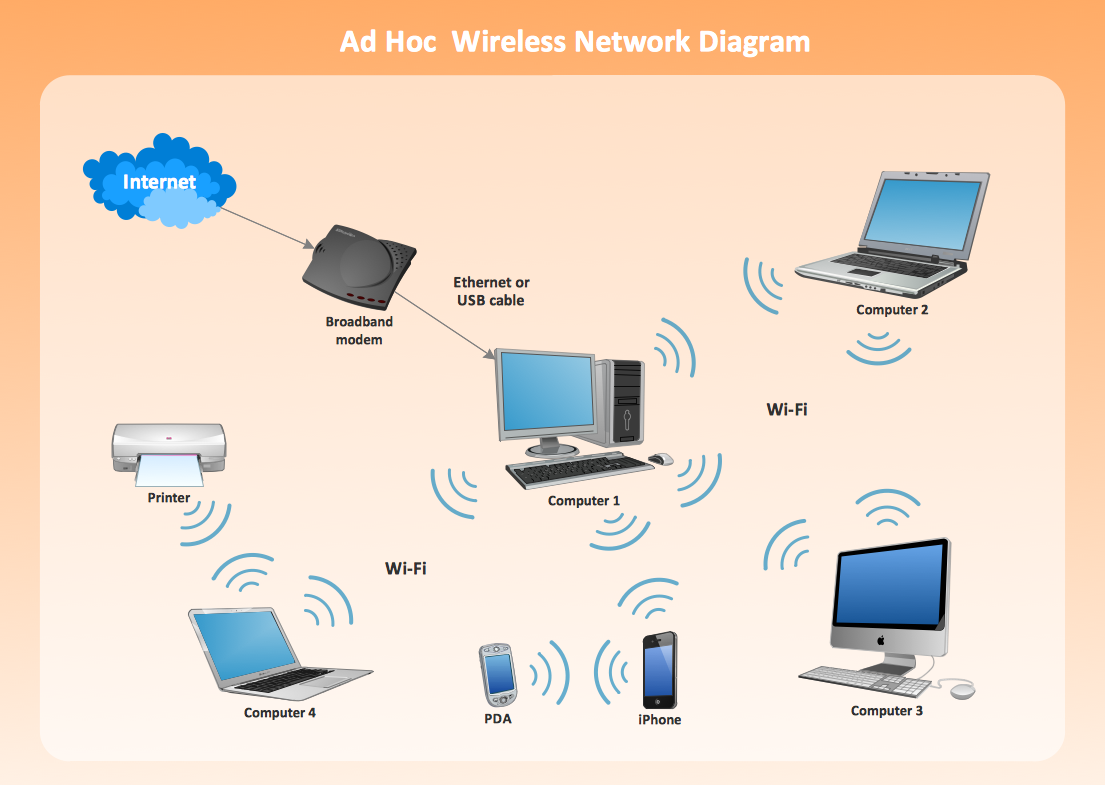 Ad Hoc Wireless Network Diagram
Internet
Broadband
modem
Ethernet or
USB cable
Computer 2
Wi-Fi
Printer
Computer 1
Wi-Fi
Computer 4
PDA
iPhone
Computer 3